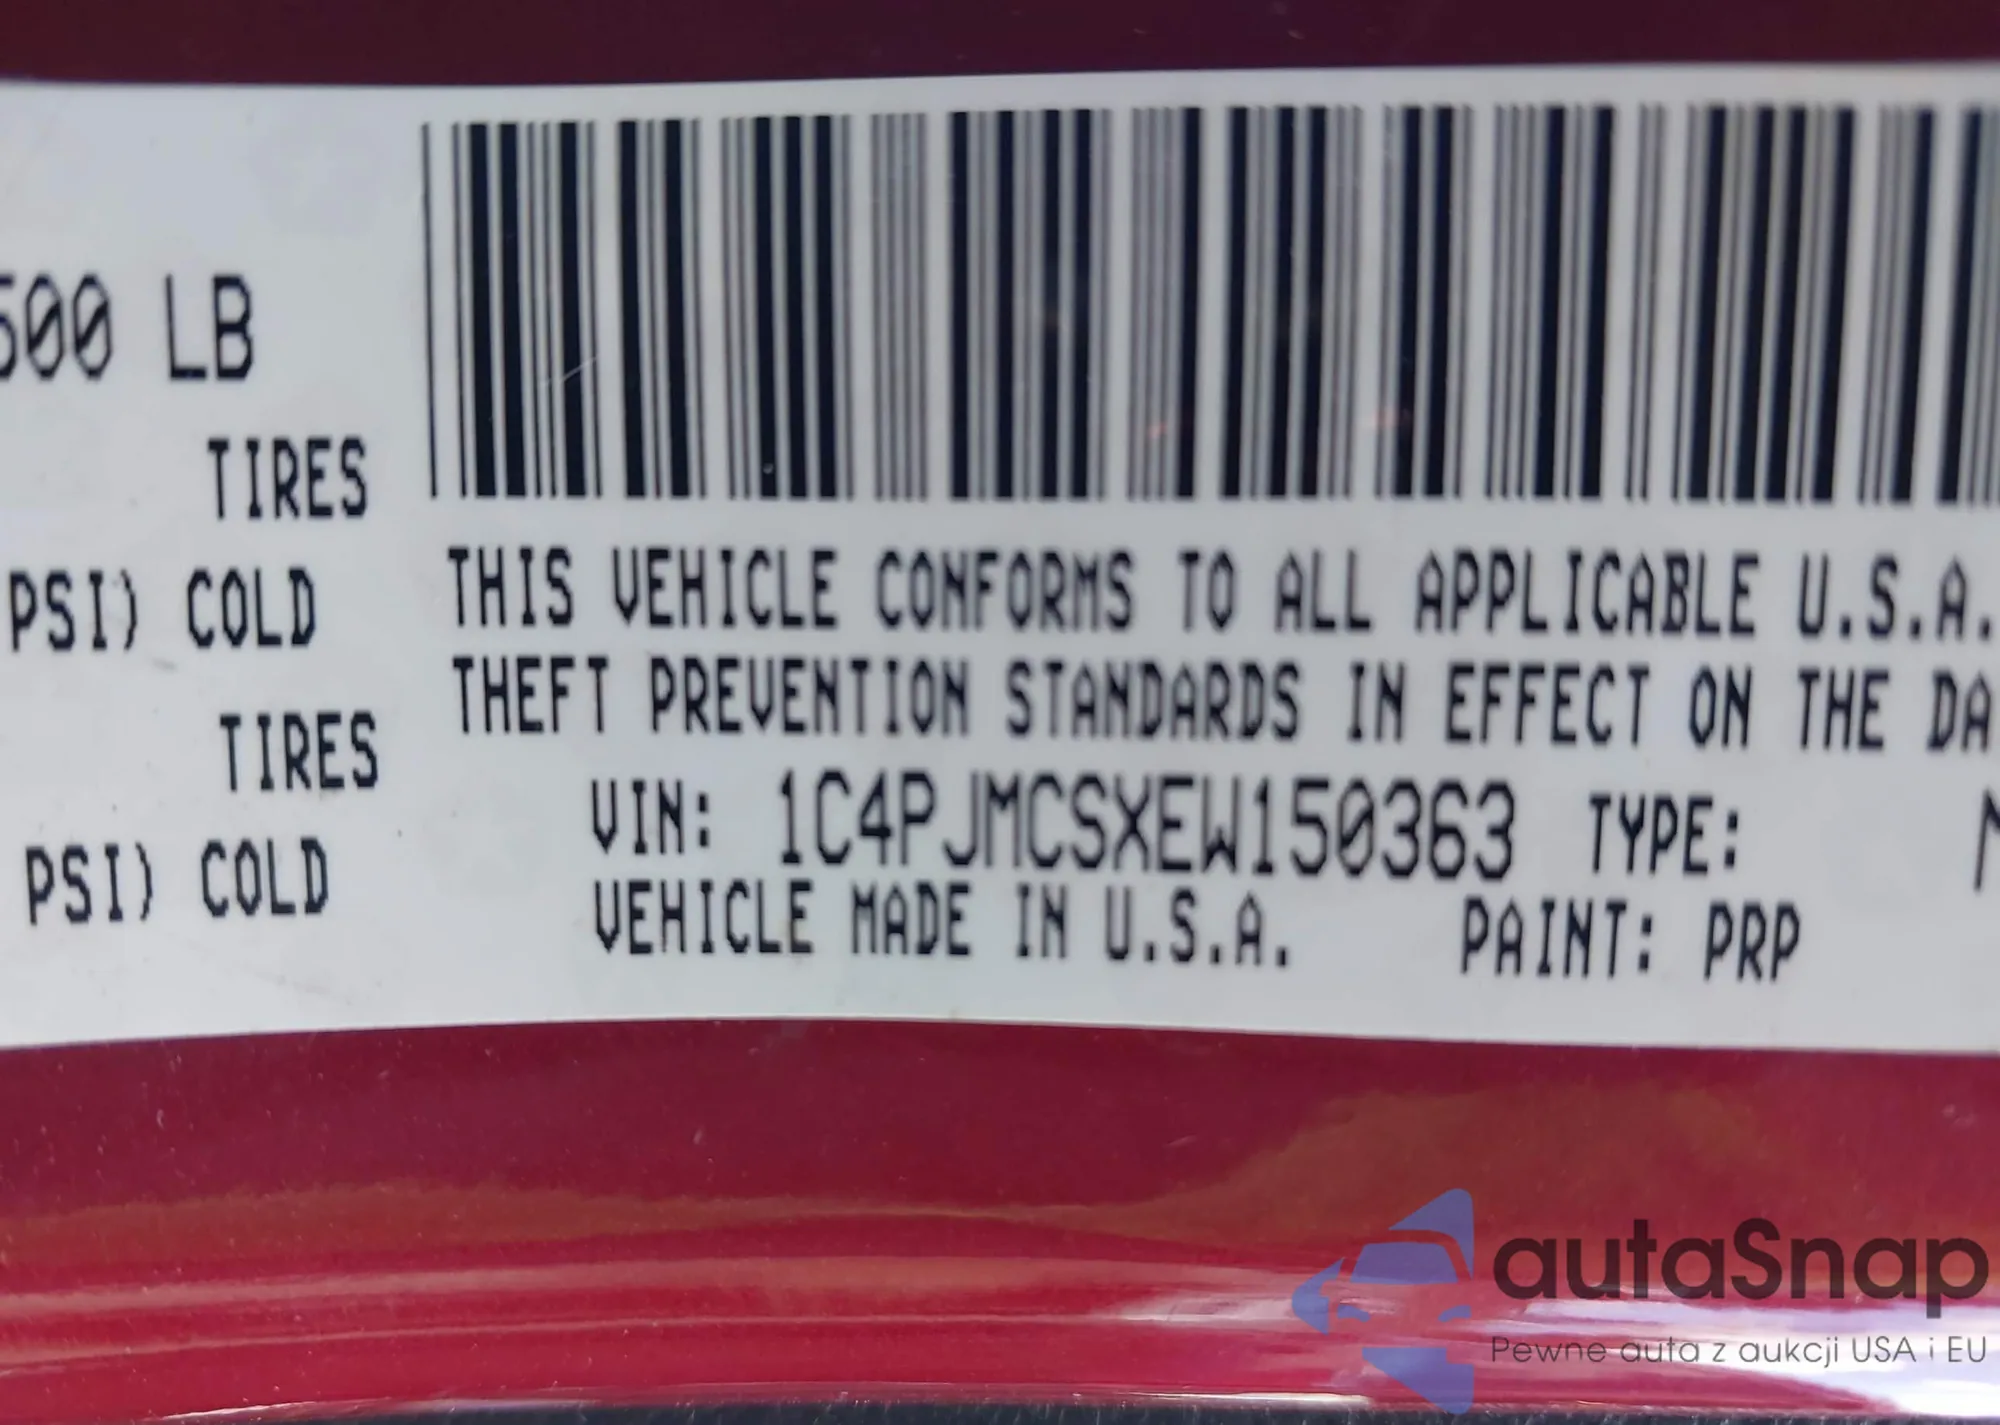 500 LB
TIRES
PSI) COLD
TIRES
PSI) COLD
THIS VEHICLE CONFORMS TO ALL APPLICABLE U.S.A.
THEFT PREVENTION STANDARDS IN EFFECT ON THE DA
VIN: 1C4PJMCSXEW150363 TYPE: M
VEHICLE MADE IN U.S.A. PAINT: PRP
autaSnap
Pewne auta z aukcji USA i EU